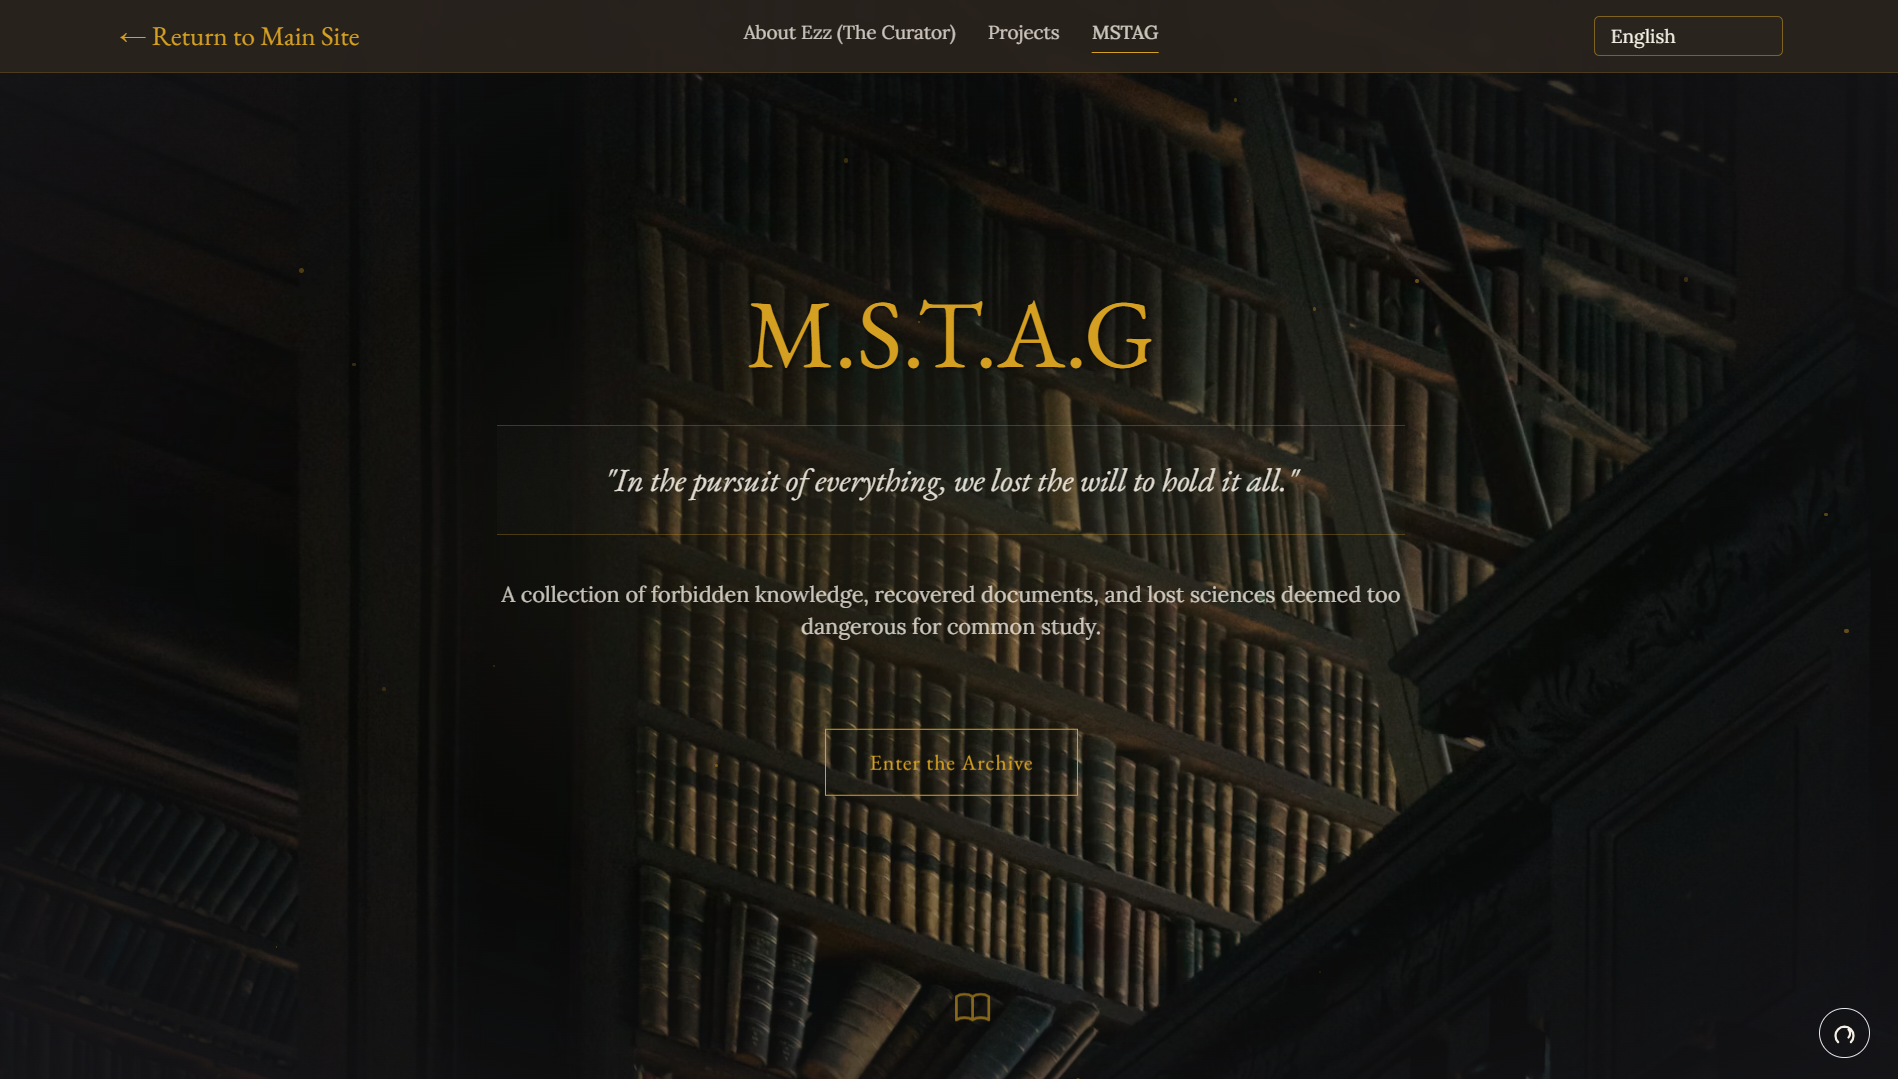 ← Return to Main Site
About Ezz (The Curator)
Projects
MSTAG
English
M.S.T.A.G
"In the pursuit of everything, we lost the will to hold it all."
A collection of forbidden knowledge, recovered documents, and lost sciences deemed too
dangerous for common study.
Enter the Archive